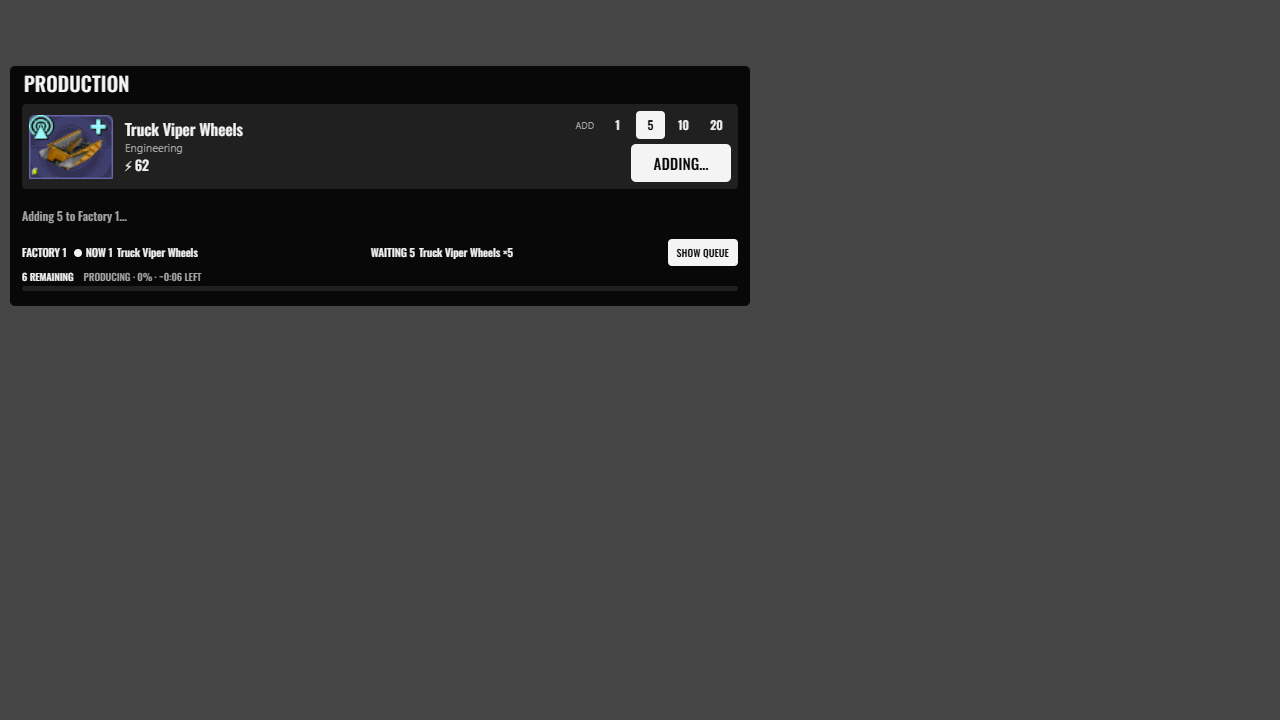 PRODUCTION
Truck Viper Wheels
Engineering
⚡ 62
ADD 1 5 10 20
ADDING...
Adding 5 to Factory 1...
FACTORY 1 ● NOW 1 Truck Viper Wheels WAITING 5 Truck Viper Wheels ×5 SHOW QUEUE
6 REMAINING PRODUCING · 0% · ~0:06 LEFT